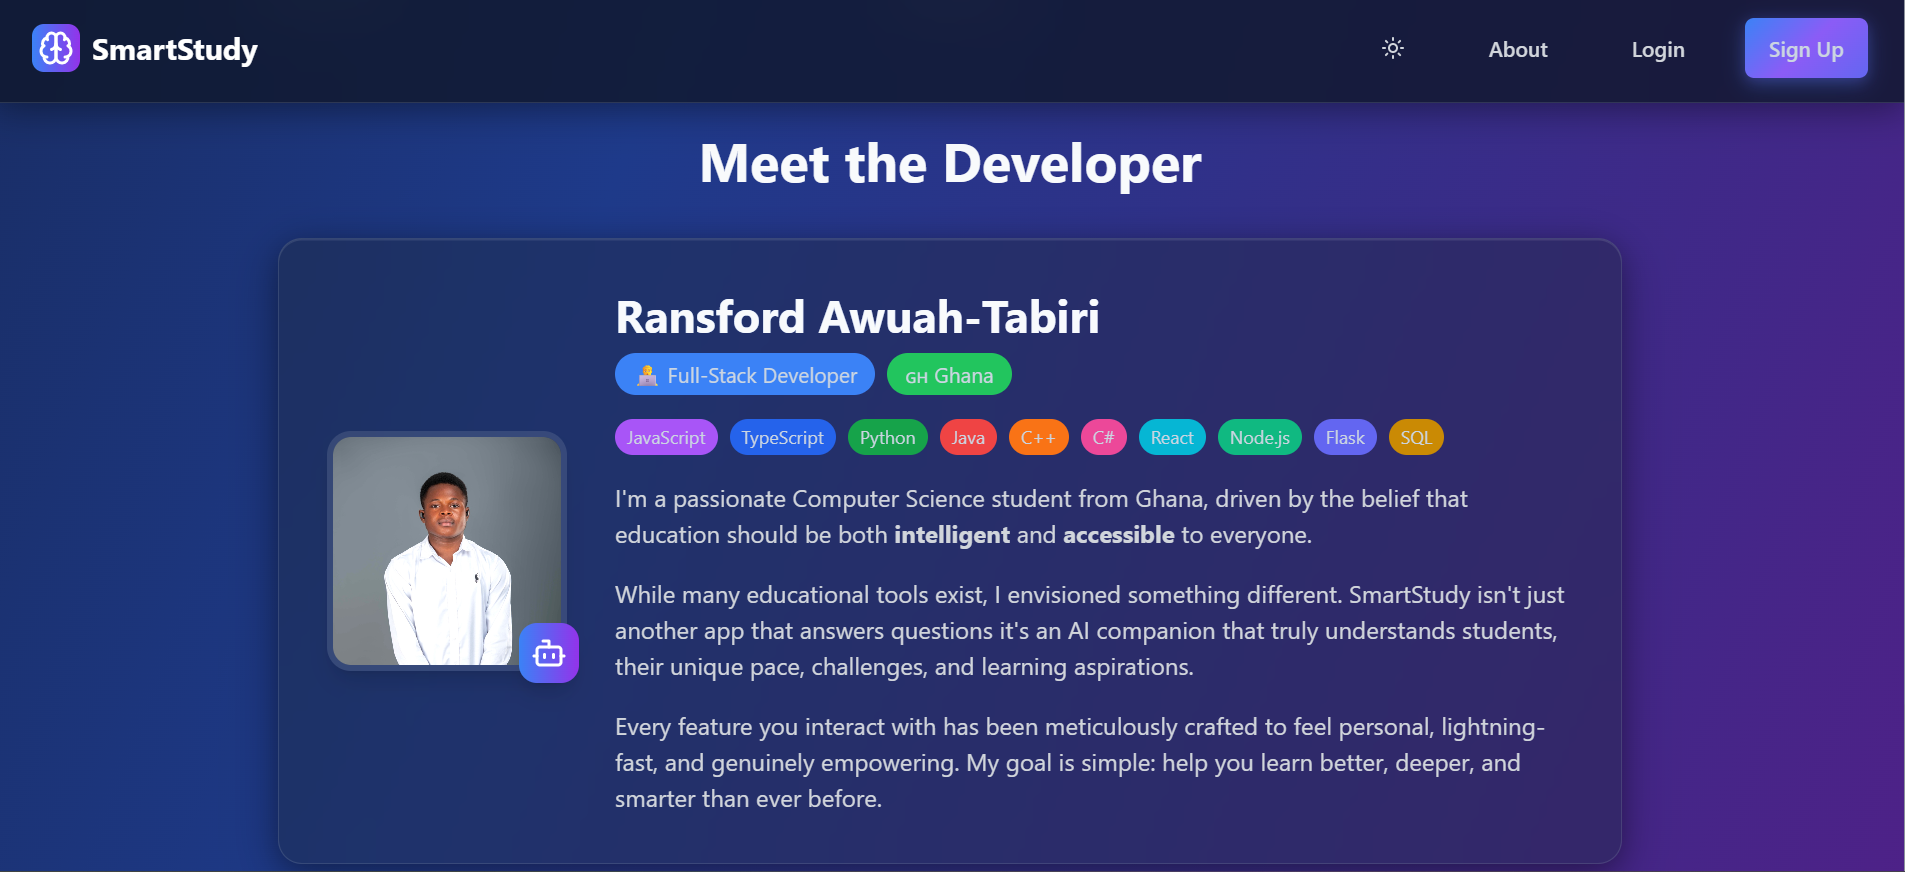 SmartStudy
About
Login
Sign Up
Meet the Developer
Ransford Awuah-Tabiri
👨‍💻 Full-Stack Developer
GH Ghana
JavaScript
TypeScript
Python
Java
C++
C#
React
Node.js
Flask
SQL
I'm a passionate Computer Science student from Ghana, driven by the belief that
education should be both intelligent and accessible to everyone.
While many educational tools exist, I envisioned something different. SmartStudy isn't just
another app that answers questions it's an AI companion that truly understands students,
their unique pace, challenges, and learning aspirations.
Every feature you interact with has been meticulously crafted to feel personal, lightning-
fast, and genuinely empowering. My goal is simple: help you learn better, deeper, and
smarter than ever before.